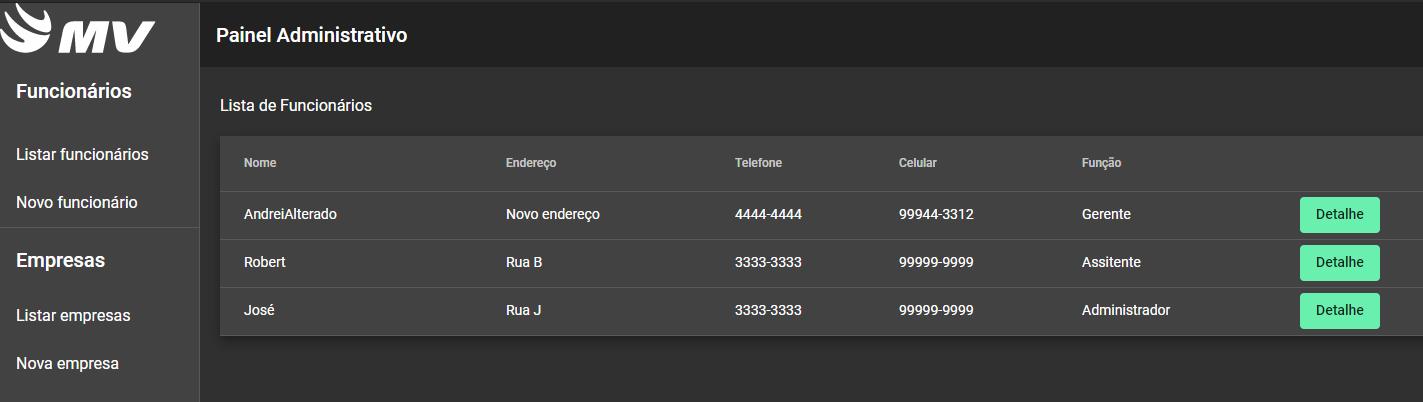 MV
Painel Administrativo
Funcionários
Listar funcionários
Novo funcionário
Empresas
Listar empresas
Nova empresa
Lista de Funcionários
Nome Endereço Telefone Celular Função
AndreiAlterado Novo endereço 4444-4444 99944-3312 Gerente Detalhe
Robert Rua B 3333-3333 99999-9999 Assitente Detalhe
José Rua J 3333-3333 99999-9999 Administrador Detalhe